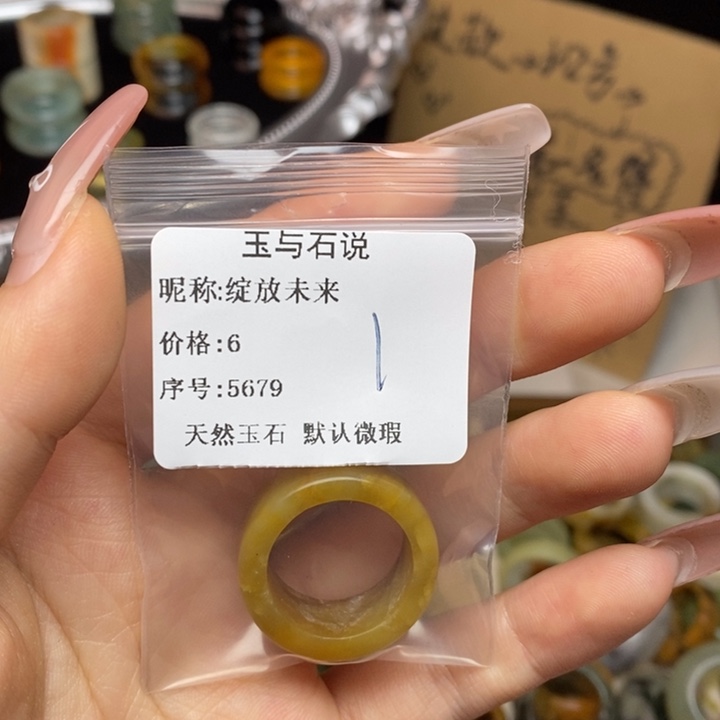 玉与石说
昵称:绽放未来
价格:6
序号:5679
天然玉石 默认微瑕